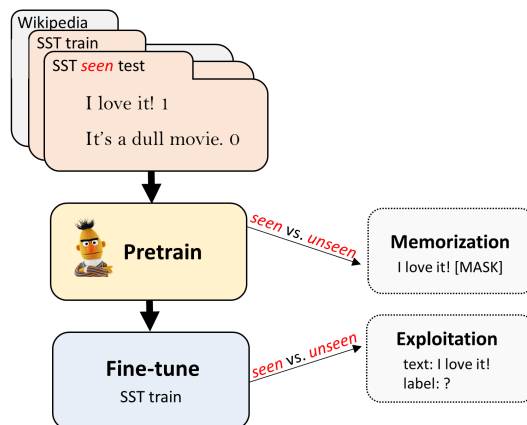 Wikipedia
SST train
SST seen test
I love it! 1
It's a dull movie. 0
Pretrain
seen vs. unseen
Memorization
I love it! [MASK]
Fine-tune
SST train
seen vs. unseen
Exploitation
text: I love it!
label: ?